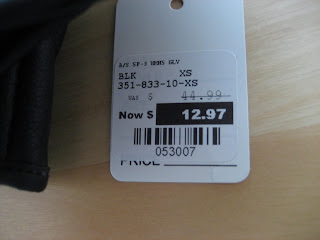 BLK XS
351-833-10-XS
WAS $ 44.99
Now $ 12.97
PRICE
053007